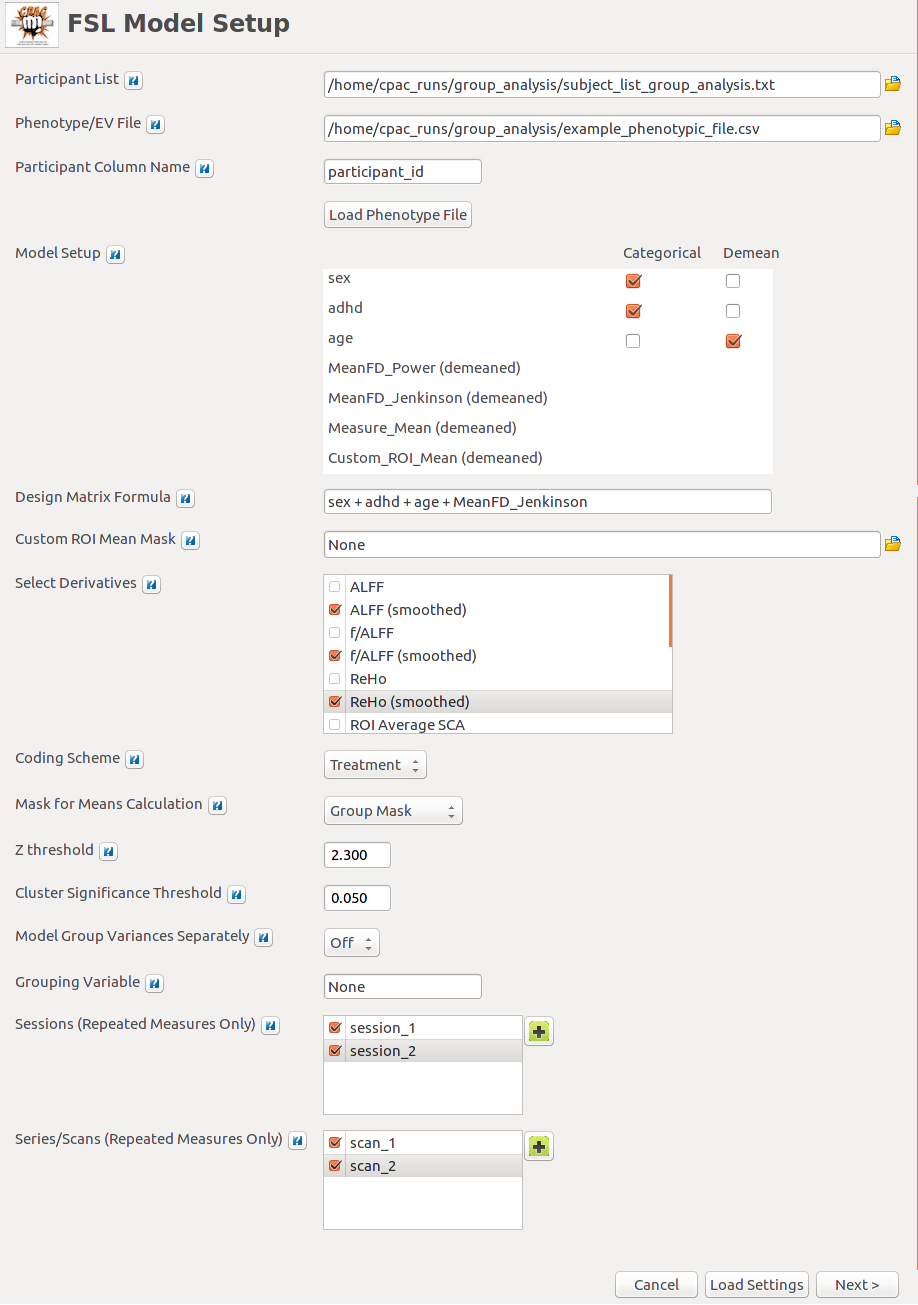 CPAC
FSL Model Setup
Participant List
/home/cpac_runs/group_analysis/subject_list_group_analysis.txt
Phenotype/EV File
/home/cpac_runs/group_analysis/example_phenotypic_file.csv
Participant Column Name
participant_id
Load Phenotype File
Model Setup
Categorical Demean
sex
adhd
age
MeanFD_Power (demeaned)
MeanFD_Jenkinson (demeaned)
Measure_Mean (demeaned)
Custom_ROI_Mean (demeaned)
Design Matrix Formula
sex + adhd + age + MeanFD_Jenkinson
Custom ROI Mean Mask
None
Select Derivatives
ALFF
ALFF (smoothed)
f/ALFF
f/ALFF (smoothed)
ReHo
ReHo (smoothed)
ROI Average SCA
Coding Scheme
Treatment
Mask for Means Calculation
Group Mask
Z threshold
2.300
Cluster Significance Threshold
0.050
Model Group Variances Separately
Off
Grouping Variable
None
Sessions (Repeated Measures Only)
session_1
session_2
Series/Scans (Repeated Measures Only)
scan_1
scan_2
Cancel Load Settings Next >